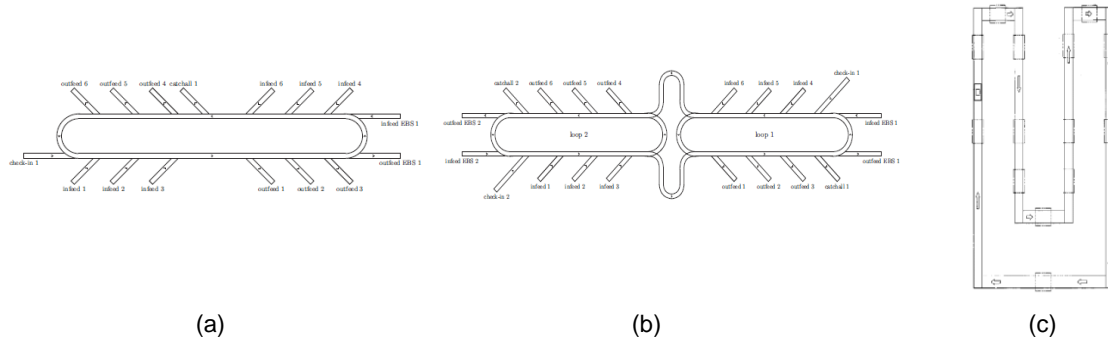 outfeed 6 outfeed 5 outfeed 4 catchall 1 infeed 6 infeed 5 infeed 4
infeed EBS 1
check-in 1
outfeed EBS 1
infeed 1 infeed 2 infeed 3 outfeed 1 outfeed 2 outfeed 3
(a)
check-in 1
catchall 2 outfeed 6 outfeed 5 outfeed 4 infeed 6 infeed 5 infeed 4
outfeed EBS 2 infeed EBS 1
loop 2 loop 1
infeed EBS 2 outfeed EBS 1
infeed 1 infeed 2 infeed 3 outfeed 1 outfeed 2 outfeed 3 catchall 1
check-in 2
(b)
(c)